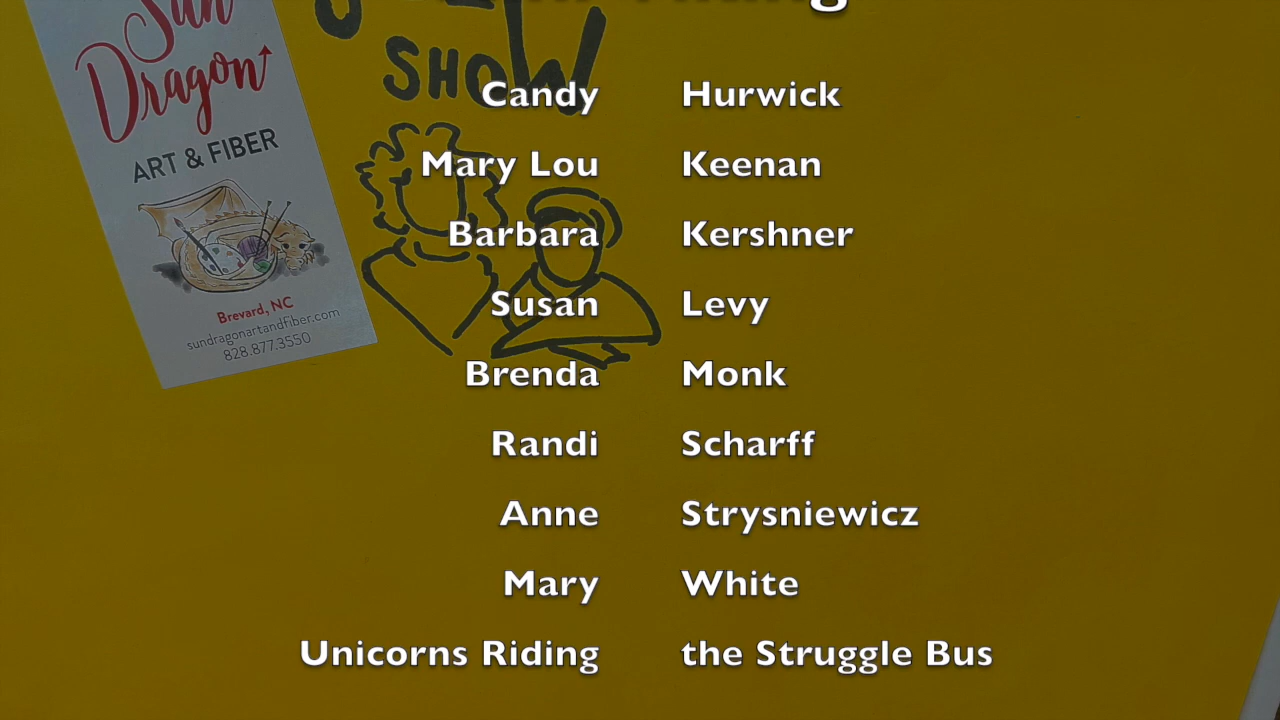 Sun
Dragon
ART & FIBER
Brevard, NC
sundragonartandfiber.com
828.877.3550
SHOW
Candy Hurwick
Mary Lou Keenan
Barbara Kershner
Susan Levy
Brenda Monk
Randi Scharff
Anne Strysniewicz
Mary White
Unicorns Riding the Struggle Bus